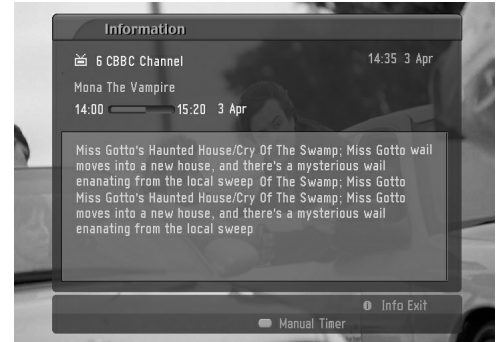 Information
6 CBBC Channel 14:35 3 Apr
Mona The Vampire
14:00 15:20 3 Apr
Miss Gotto's Haunted House/Cry Of The Swamp; Miss Gotto wail
moves into a new house, and there's a mysterious wail
enanating from the local sweep Of The Swamp; Miss Gotto
Miss Gotto's Haunted House/Cry Of The Swamp; Miss Gotto
moves into a new house, and there's a mysterious wail
enanating from the local sweep
i Info Exit
Manual Timer